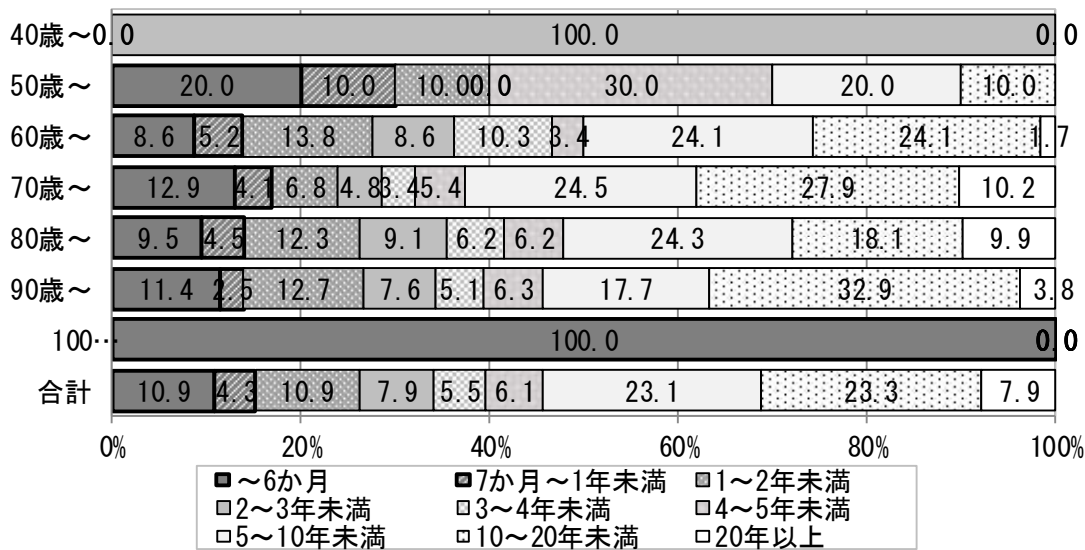 40歳～ 0.0 100.0 0.0
50歳～ 20.0 10.0 10.0 0.0 30.0 20.0 10.0
60歳～ 8.6 5.2 13.8 8.6 10.3 3.4 24.1 24.1 1.7
70歳～ 12.9 4.1 6.8 4.8 3.4 5.4 24.5 27.9 10.2
80歳～ 9.5 4.5 12.3 9.1 6.2 6.2 24.3 18.1 9.9
90歳～ 11.4 2.5 12.7 7.6 5.1 6.3 17.7 32.9 3.8
100… 100.0 0.0
合計 10.9 4.3 10.9 7.9 5.5 6.1 23.1 23.3 7.9
0% 20% 40% 60% 80% 100%
～6か月 7か月～1年未満 1～2年未満
2～3年未満 3～4年未満 4～5年未満
5～10年未満 10～20年未満 20年以上